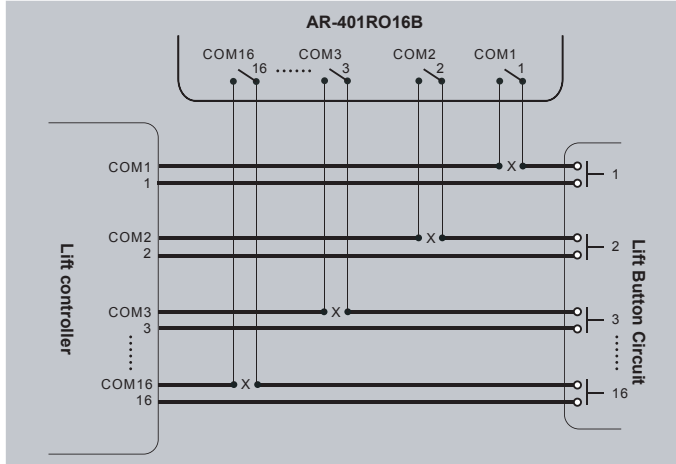 AR-401RO16B
COM16 COM3 COM2 COM1
16 ...... 3 2 1
COM1 X 1
1
COM2 X 2
2
COM3 X 3
3
......
......
COM16 X 16
16
Lift controller
Lift Button Circuit